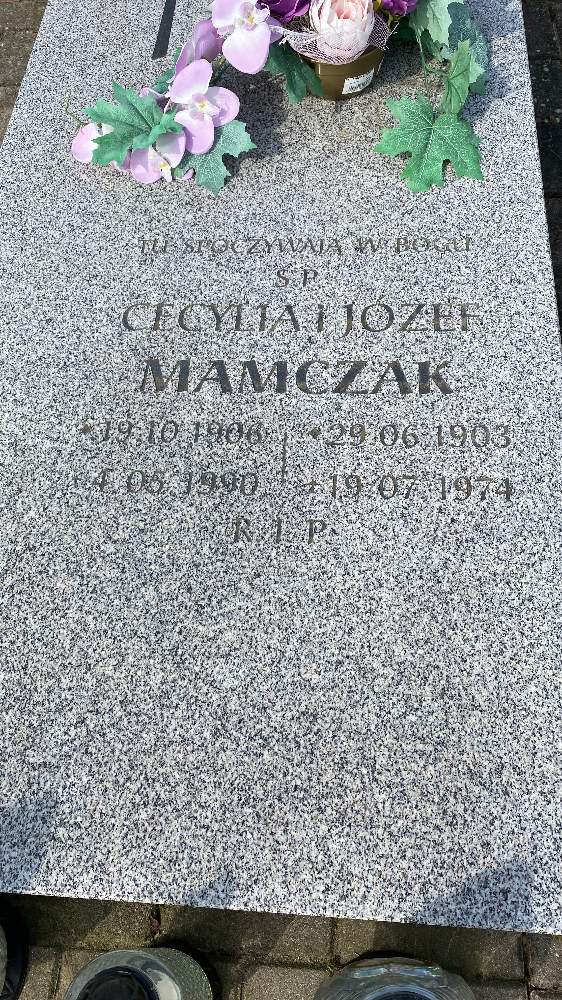 TU SPOCZYWAJĄ W BOGU
Ś.P.
CECYLIA i JÓZEF
MAMCZAK
*19.10.1906 *29.06.1903
+4.05.1990 +19.07.1974
R.I.P.